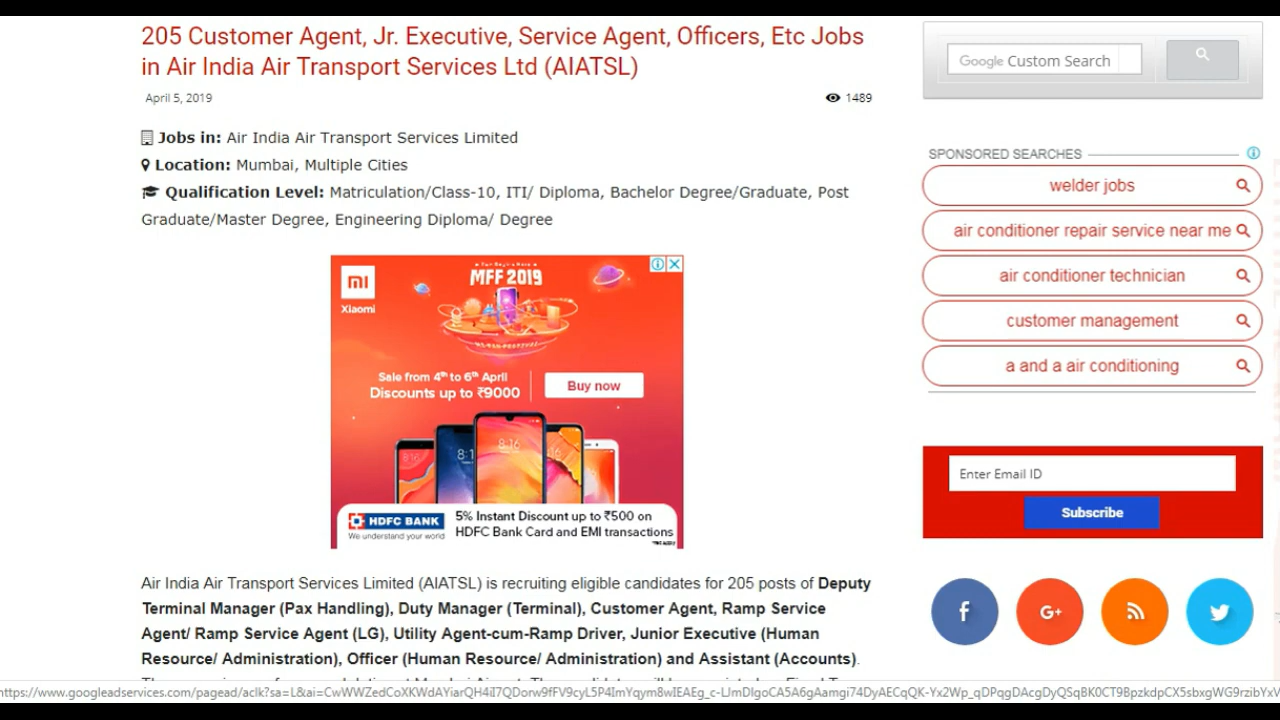 205 Customer Agent, Jr. Executive, Service Agent, Officers, Etc Jobs
in Air India Air Transport Services Ltd (AIATSL)
April 5, 2019
1489
Jobs in: Air India Air Transport Services Limited
Location: Mumbai, Multiple Cities
Qualification Level: Matriculation/Class-10, ITI/ Diploma, Bachelor Degree/Graduate, Post
Graduate/Master Degree, Engineering Diploma/ Degree
mi
Xiaomi
MFF 2019
Sale from 4th to 6th April
Discounts up to ₹9000
Buy now
8:16
8:1
8:16
HDFC BANK
We understand your world
5% Instant Discount up to ₹500 on
HDFC Bank Card and EMI transactions
Air India Air Transport Services Limited (AIATSL) is recruiting eligible candidates for 205 posts of Deputy
Terminal Manager (Pax Handling), Duty Manager (Terminal), Customer Agent, Ramp Service
Agent/ Ramp Service Agent (LG), Utility Agent-cum-Ramp Driver, Junior Executive (Human
Resource/ Administration), Officer (Human Resource/ Administration) and Assistant (Accounts).
Google Custom Search
SPONSORED SEARCHES
welder jobs
air conditioner repair service near me
air conditioner technician
customer management
a and a air conditioning
Enter Email ID
Subscribe
f
G+